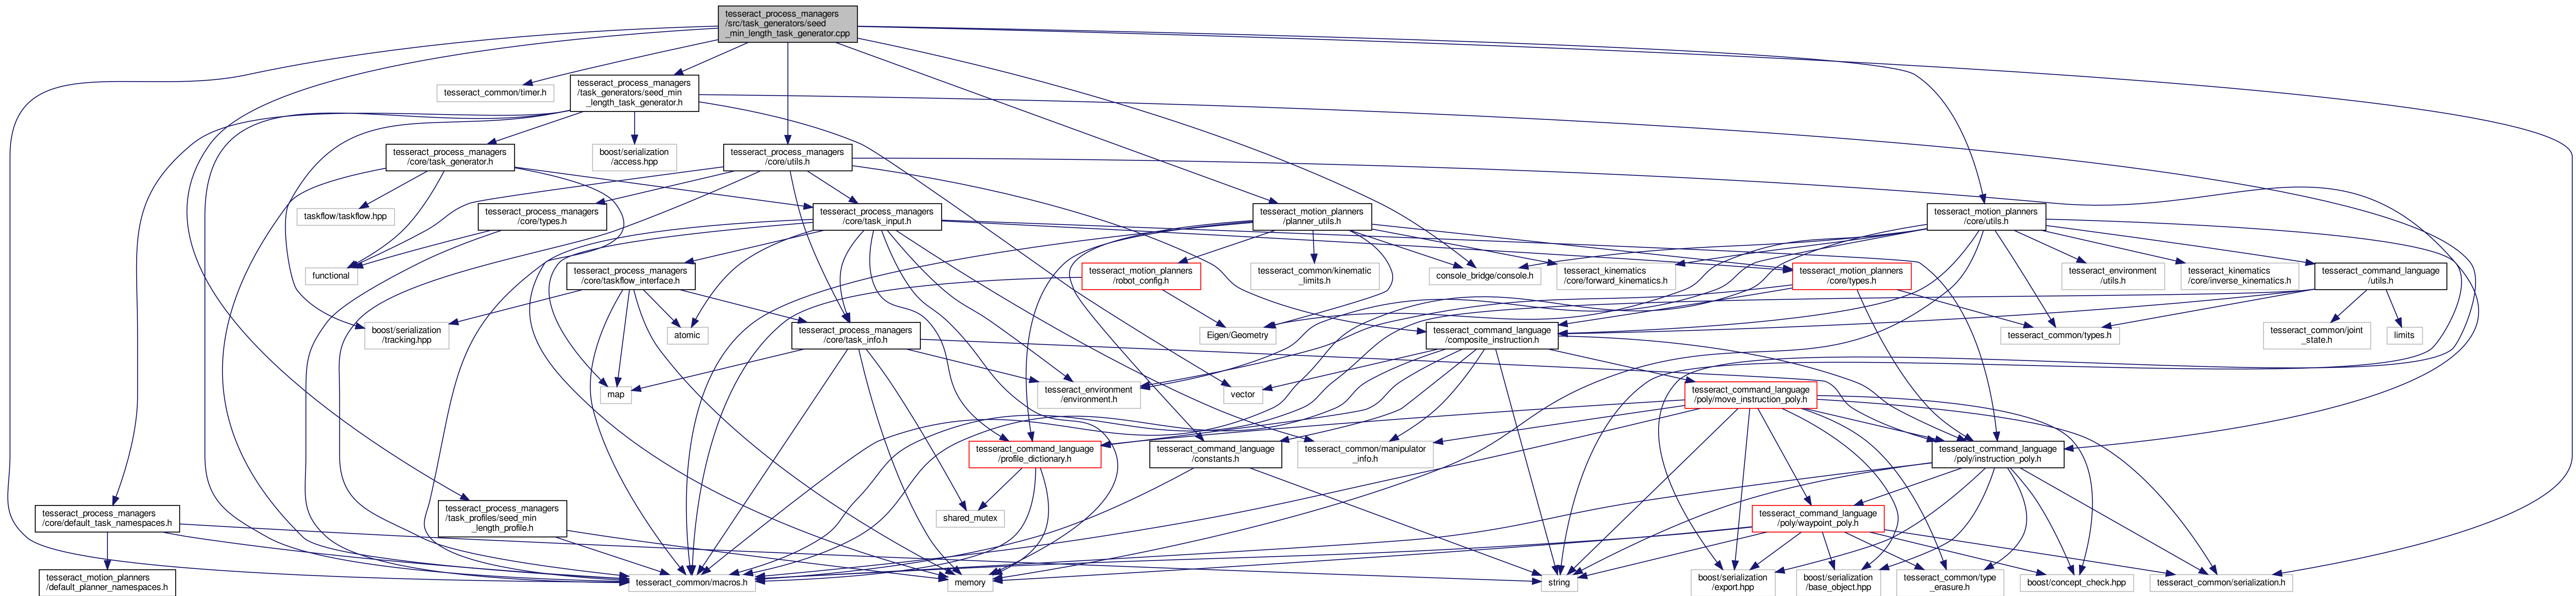 tesseract_process_managers
/src/task_generators/seed
_min_length_task_generator.cpp
tesseract_common/timer.h
tesseract_process_managers
/task_generators/seed_min
_length_task_generator.h
tesseract_process_managers
/core/task_generator.h
boost/serialization
/access.hpp
tesseract_process_managers
/core/utils.h
taskflow/taskflow.hpp
tesseract_process_managers
/core/types.h
tesseract_process_managers
/core/task_input.h
tesseract_motion_planners
/planner_utils.h
tesseract_motion_planners
/core/utils.h
functional
tesseract_process_managers
/core/taskflow_interface.h
tesseract_motion_planners
/robot_config.h
tesseract_common/kinematic
_limits.h
console_bridge/console.h
tesseract_kinematics
/core/forward_kinematics.h
tesseract_motion_planners
/core/types.h
tesseract_environment
/utils.h
tesseract_kinematics
/core/inverse_kinematics.h
tesseract_command_language
/utils.h
boost/serialization
/tracking.hpp
atomic
tesseract_process_managers
/core/task_info.h
Eigen/Geometry
tesseract_command_language
/composite_instruction.h
tesseract_common/types.h
tesseract_common/joint
_state.h
limits
map
tesseract_environment
/environment.h
vector
tesseract_command_language
/poly/move_instruction_poly.h
tesseract_command_language
/profile_dictionary.h
tesseract_command_language
/constants.h
tesseract_common/manipulator
_info.h
tesseract_command_language
/poly/instruction_poly.h
tesseract_process_managers
/core/default_task_namespaces.h
tesseract_process_managers
/task_profiles/seed_min
_length_profile.h
shared_mutex
tesseract_command_language
/poly/waypoint_poly.h
tesseract_motion_planners
/default_planner_namespaces.h
tesseract_common/macros.h
memory
string
boost/serialization
/export.hpp
boost/serialization
/base_object.hpp
tesseract_common/type
_erasure.h
boost/concept_check.hpp
tesseract_common/serialization.h